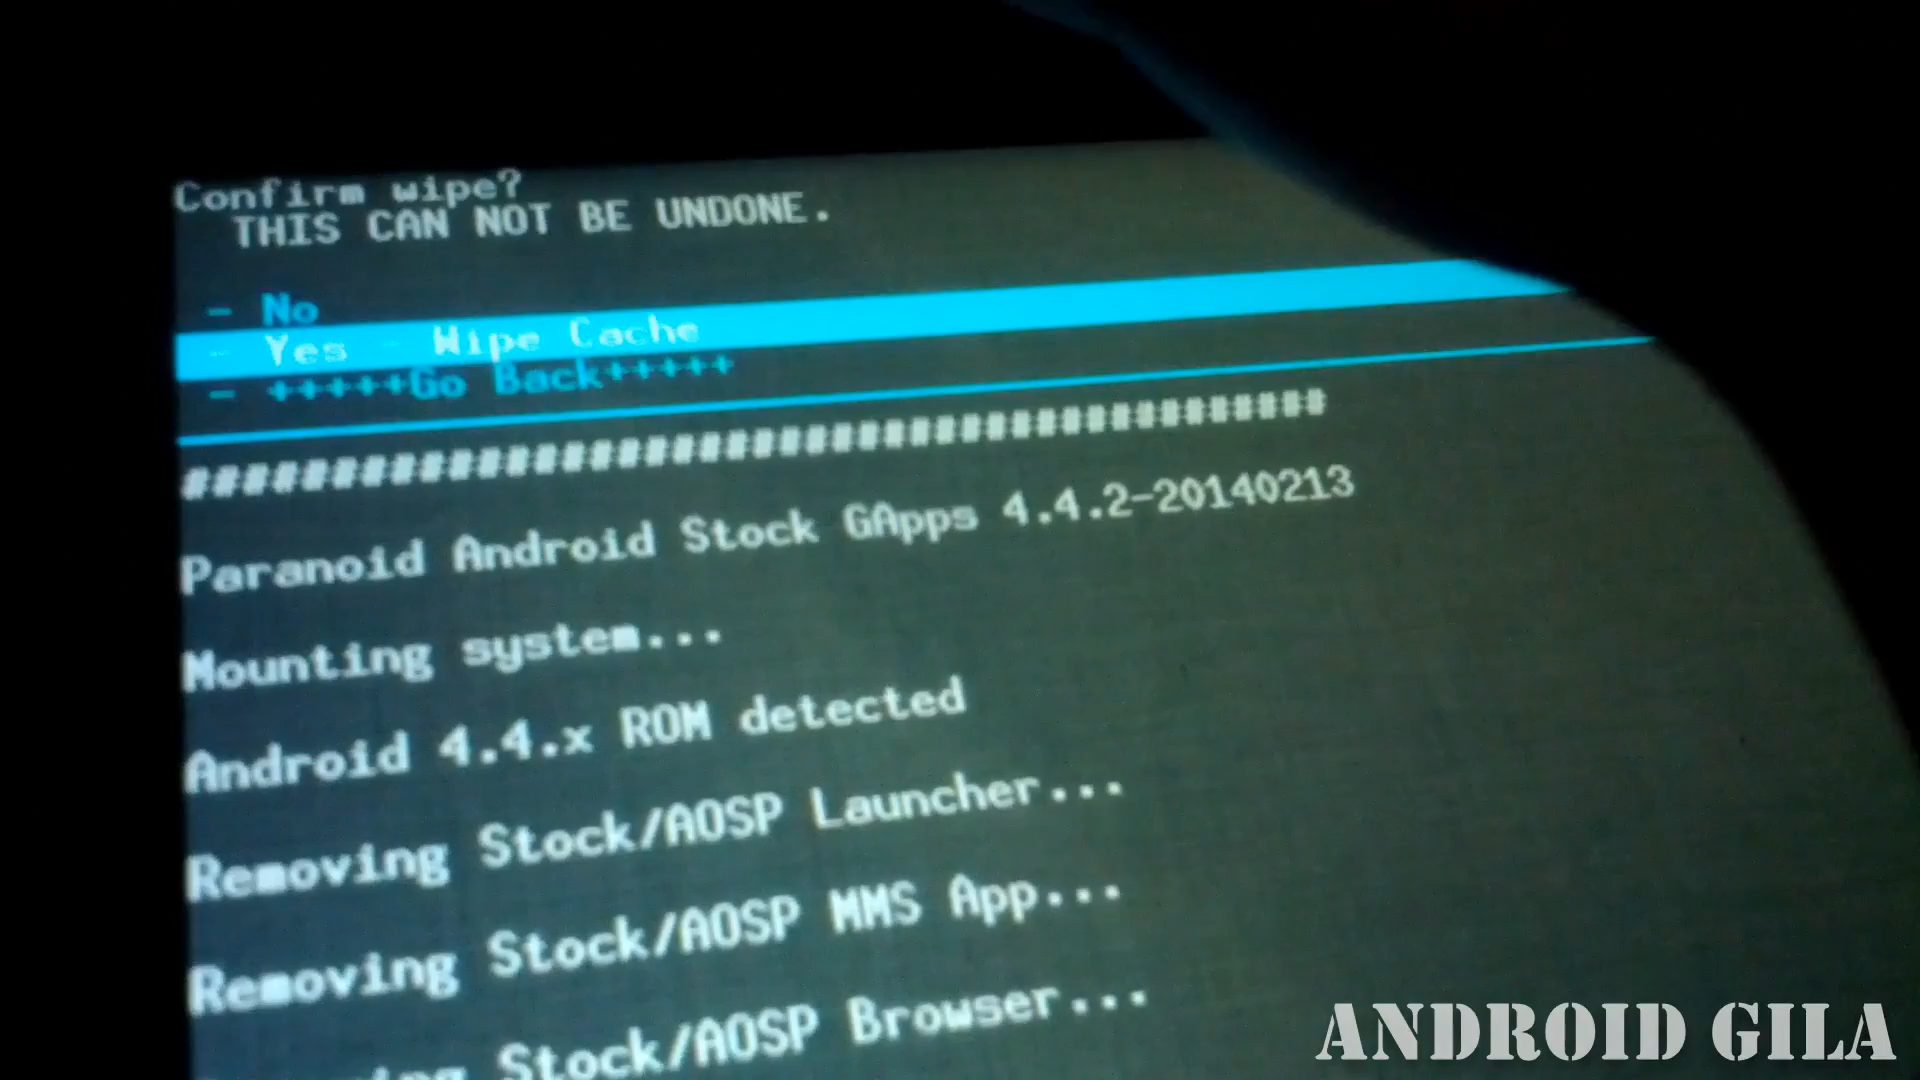 Confirm wipe?
THIS CAN NOT BE UNDONE.
- No
- Yes - Wipe Cache
- +++++Go Back+++++
########################################
Paranoid Android Stock GApps 4.4.2-20140213
Mounting system...
Android 4.4.x ROM detected
Removing Stock/AOSP Launcher...
Removing Stock/AOSP MMS App...
Stock/AOSP Browser...
ANDROID GILA